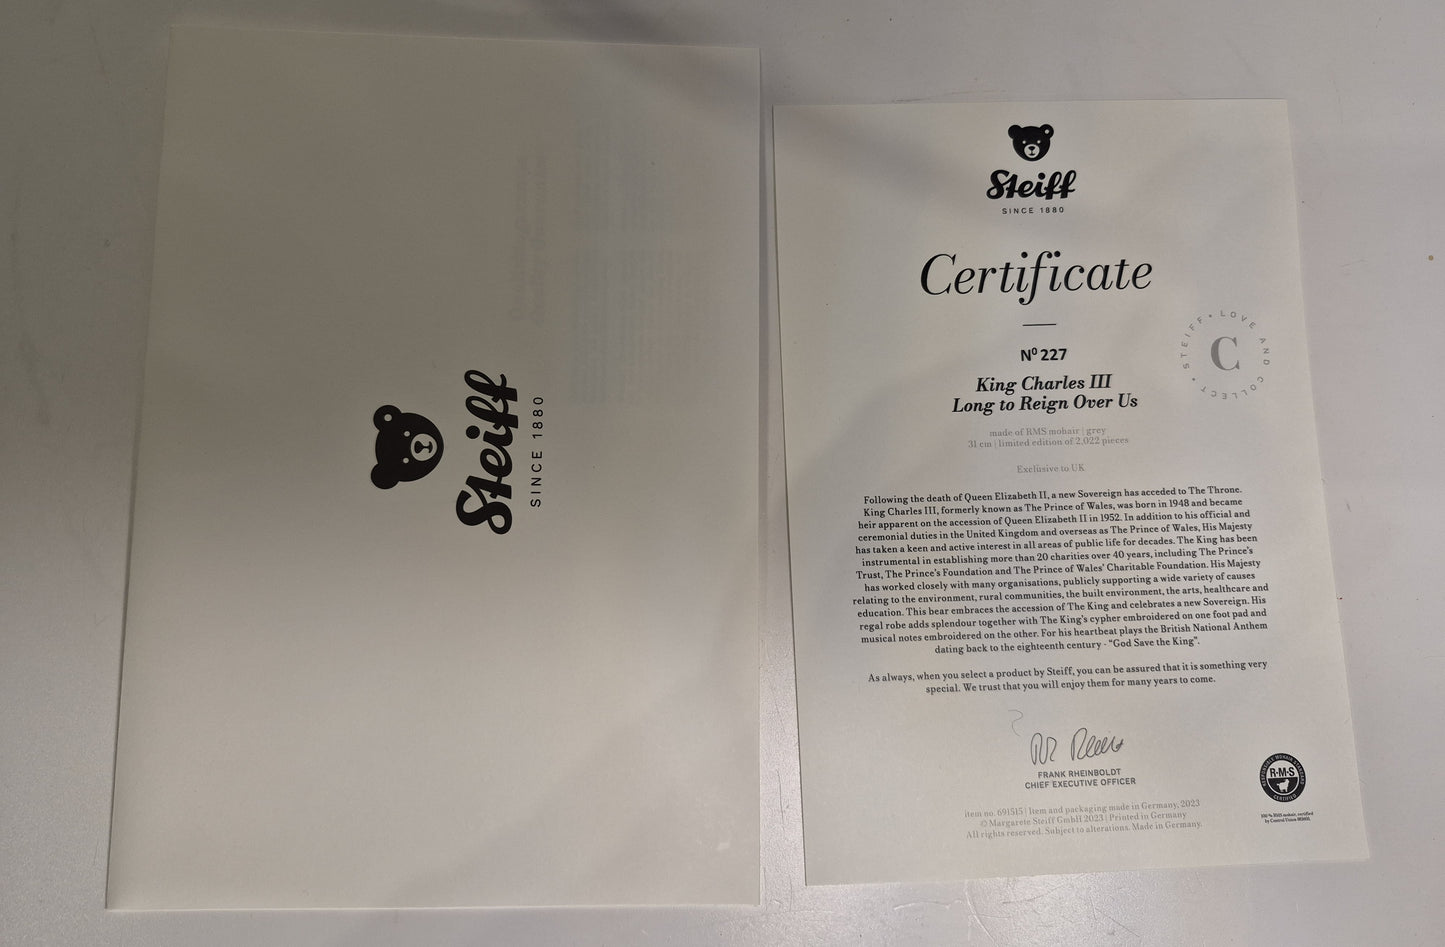 Steiff
SINCE 1880
Steiff
SINCE 1880
Certificate
Nº 227
King Charles III
Long to Reign Over Us
made of RMS mohair | grey
31 cm | limited edition of 2,022 pieces
Exclusive to UK
STEIFF • LOVE AND COLLECT •
C
Following the death of Queen Elizabeth II, a new Sovereign has acceded to The Throne.
King Charles III, formerly known as The Prince of Wales, was born in 1948 and became
heir apparent on the accession of Queen Elizabeth II in 1952. In addition to his official and
ceremonial duties in the United Kingdom and overseas as The Prince of Wales, His Majesty
has taken a keen and active interest in all areas of public life for decades. The King has been
instrumental in establishing more than 20 charities over 40 years, including The Prince's
Trust, The Prince's Foundation and The Prince of Wales' Charitable Foundation. His Majesty
has worked closely with many organisations, publicly supporting a wide variety of causes
relating to the environment, rural communities, the built environment, the arts, healthcare and
education. This bear embraces the accession of The King and celebrates a new Sovereign. His
regal robe adds splendour together with The King's cypher embroidered on one foot pad and
musical notes embroidered on the other. For his heartbeat plays the British National Anthem
dating back to the eighteenth century - “God Save the King”.
As always, when you select a product by Steiff, you can be assured that it is something very
special. We trust that you will enjoy them for many years to come.
FRANK RHEINBOLDT
CHIEF EXECUTIVE OFFICER
item no. 691515 | Item and packaging made in Germany, 2023
© Margarete Steiff GmbH 2023 | Printed in Germany
All rights reserved. Subject to alterations. Made in Germany.
RESPONSIBLE MOHAIR STANDARD
R·M·S
CERTIFIED
100 % RMS mohair, certified
by Control Union